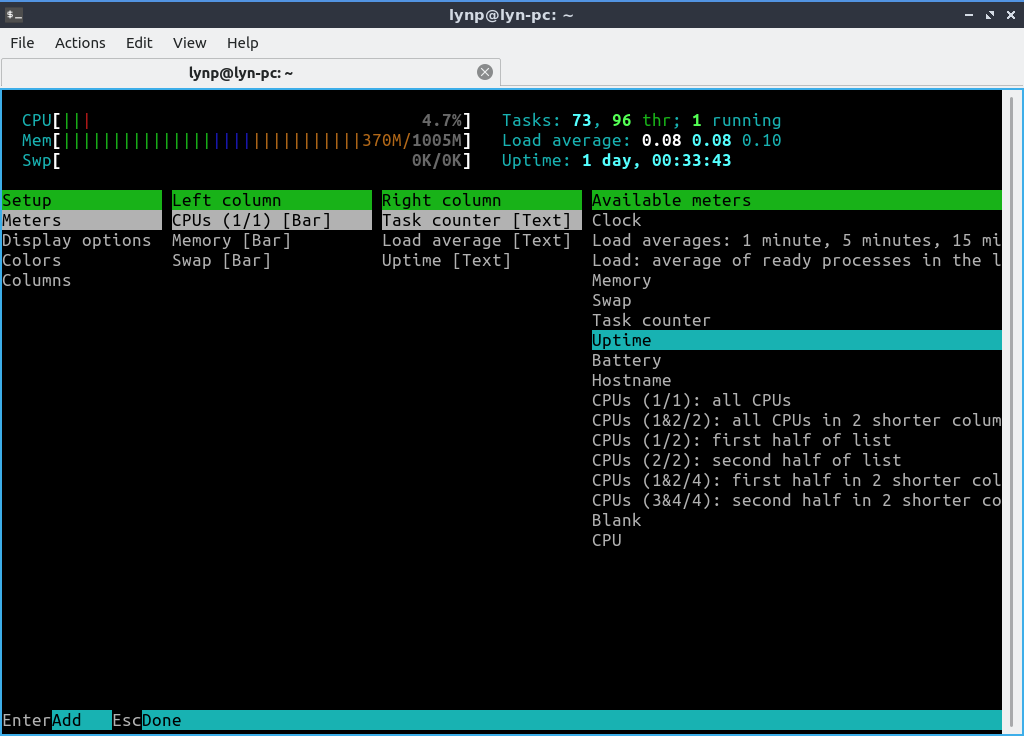 $_
lynp@lyn-pc: ~
File Actions Edit View Help
lynp@lyn-pc: ~
CPU[||| 4.7%] Tasks: 73, 96 thr; 1 running
Mem[||||||||||||||||||||||||||||||370M/1005M] Load average: 0.08 0.08 0.10
Swp[ 0K/0K] Uptime: 1 day, 00:33:43
Setup Left column Right column Available meters
Meters CPUs (1/1) [Bar] Task counter [Text] Clock
Display options Memory [Bar] Load average [Text] Load averages: 1 minute, 5 minutes, 15 mi
Colors Swap [Bar] Uptime [Text] Load: average of ready processes in the l
Columns Memory
Swap
Task counter
Uptime
Battery
Hostname
CPUs (1/1): all CPUs
CPUs (1&2/2): all CPUs in 2 shorter colum
CPUs (1/2): first half of list
CPUs (2/2): second half of list
CPUs (1&2/4): first half in 2 shorter col
CPUs (3&4/4): second half in 2 shorter co
Blank
CPU
EnterAdd EscDone